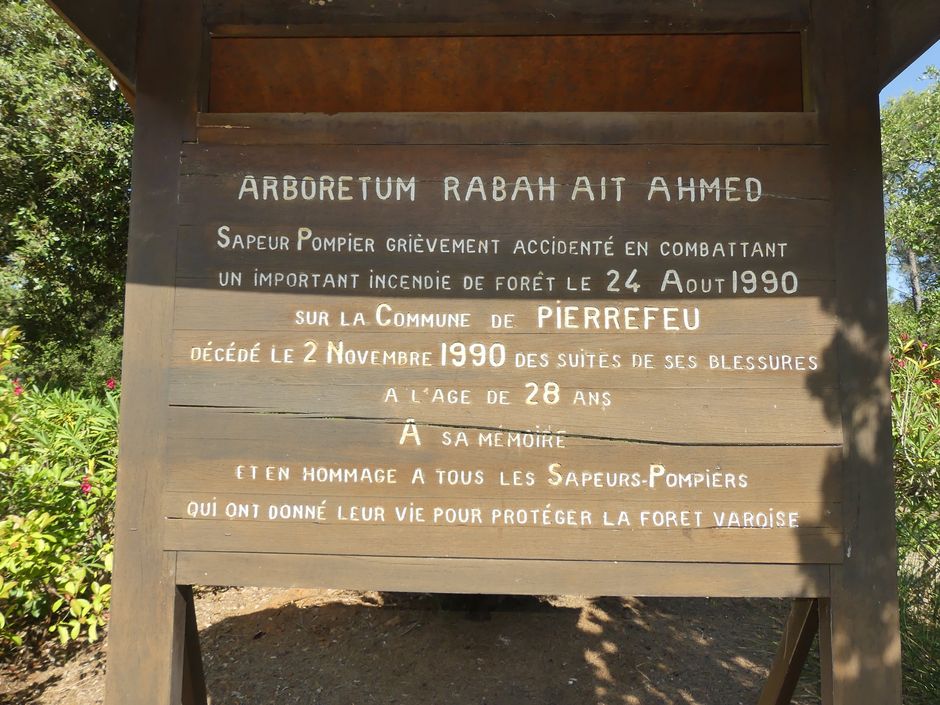 ARBORETUM RABAH AIT AHMED
SAPEUR POMPIER GRIÈVEMENT ACCIDENTÉ EN COMBATTANT
UN IMPORTANT INCENDIE DE FORÊT LE 24 AOUT 1990
SUR LA COMMUNE DE PIERREFEU
DÉCÉDÉ LE 2 NOVEMBRE 1990 DES SUITES DE SES BLESSURES
A L'AGE DE 28 ANS
A SA MÉMOIRE
ET EN HOMMAGE A TOUS LES SAPEURS-POMPIERS
QUI ONT DONNÉ LEUR VIE POUR PROTÉGER LA FORET VAROISE